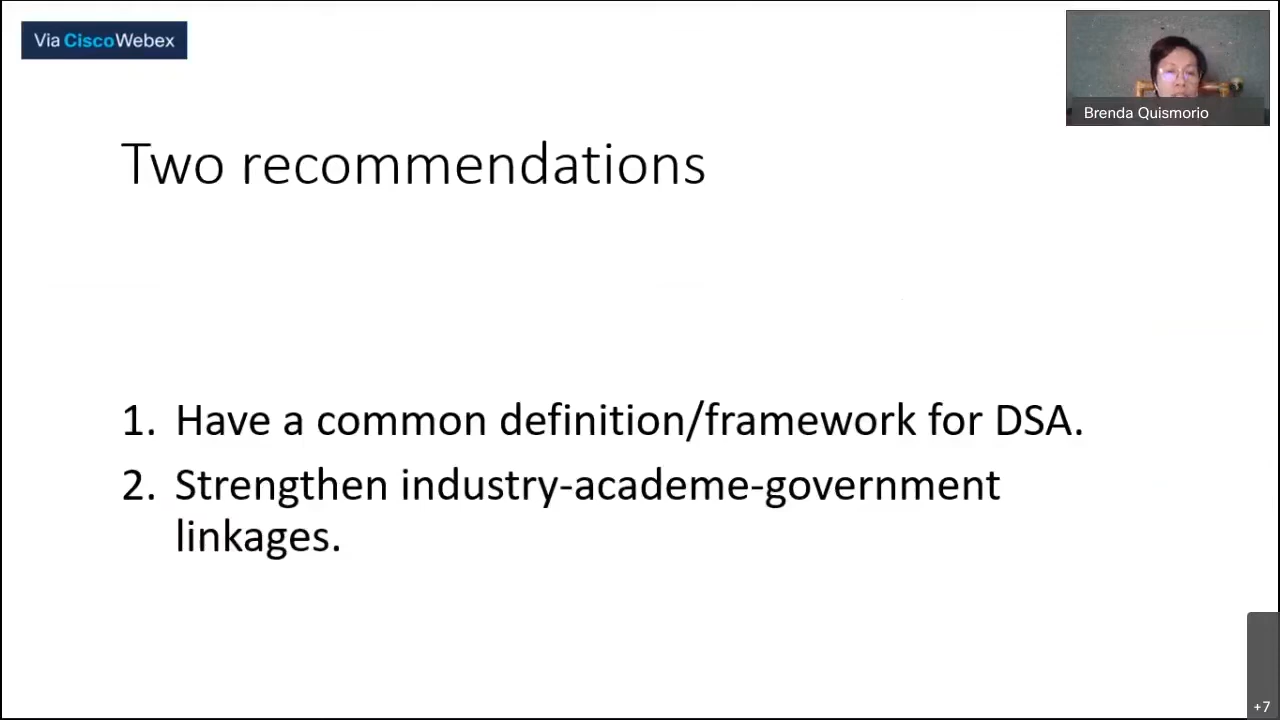 Via CiscoWebex
Brenda Quismorio
Two recommendations
1. Have a common definition/framework for DSA.
2. Strengthen industry-academe-government
linkages.
+7